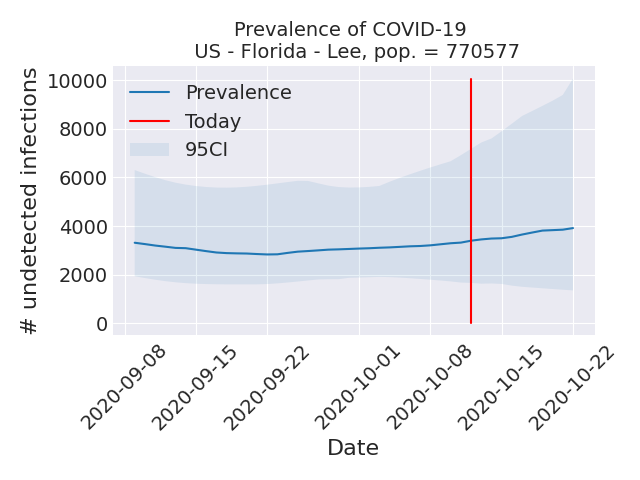 Prevalence of COVID-19
US - Florida - Lee, pop. = 770577
# undetected infections
10000
8000
6000
4000
2000
0
Prevalence
Today
95CI
2020-09-08
2020-09-15
2020-09-22
2020-10-01
2020-10-08
2020-10-15
2020-10-22
Date